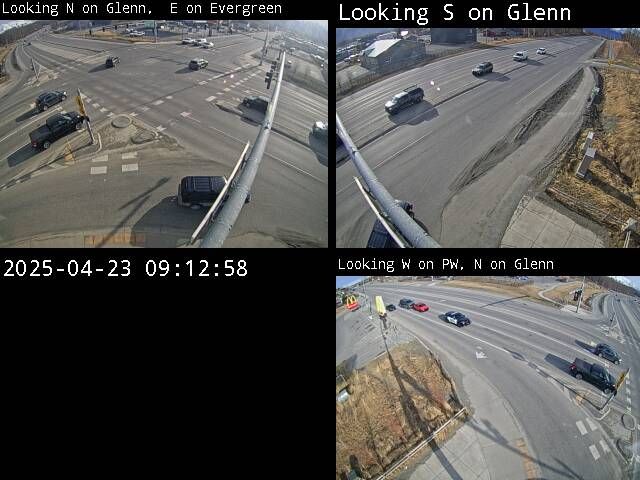 Looking N on Glenn,  E on Evergreen
Looking S on Glenn
2025-04-23 09:12:58
Looking W on PW, N on Glenn